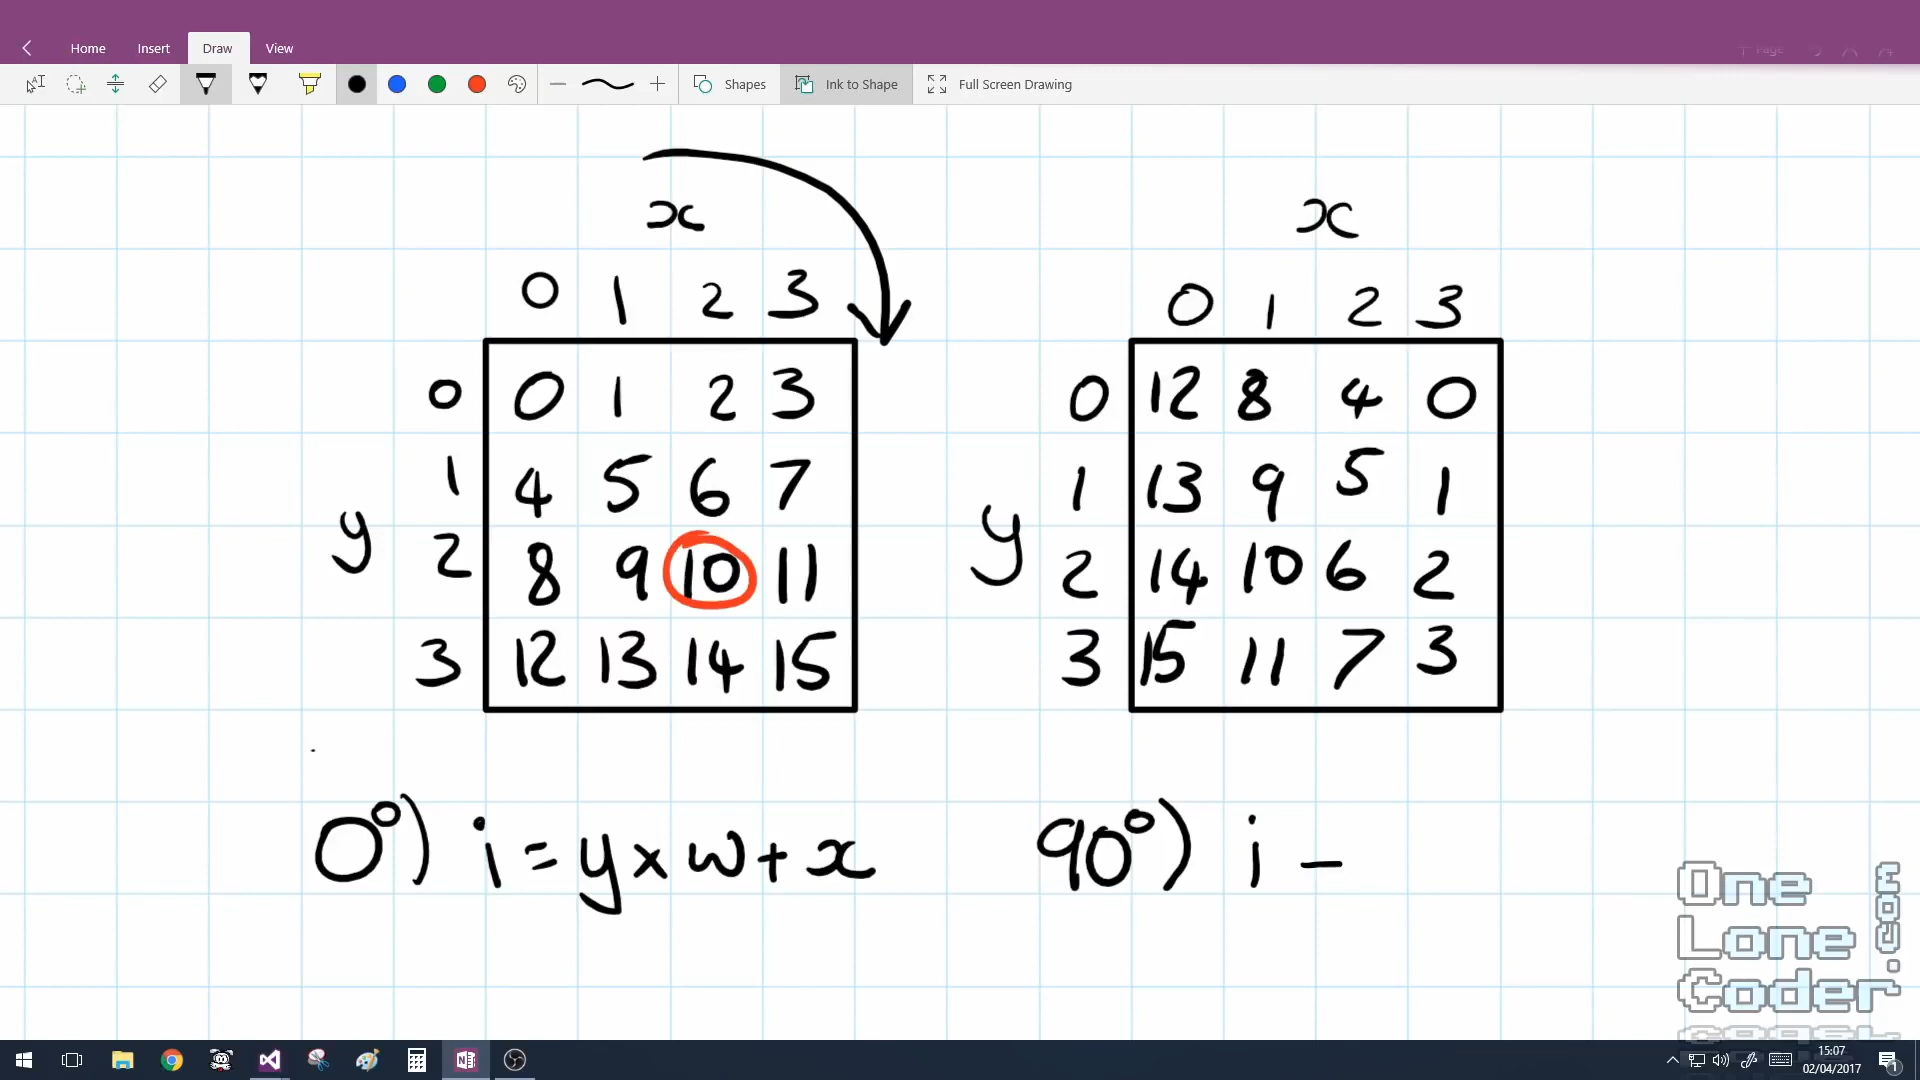 Home Insert Draw View
+ Page
Shapes Ink to Shape Full Screen Drawing
x x
0 1 2 3 0 1 2 3
0 0 1 2 3 0 12 8 4 0
1 4 5 6 7 1 13 9 5 1
y y
2 8 9 10 11 2 14 10 6 2
3 12 13 14 15 3 15 11 7 3
0°) i = y × w + x 90°) i –
One
Lone
Coder
.com
15:07
02/04/2017
1